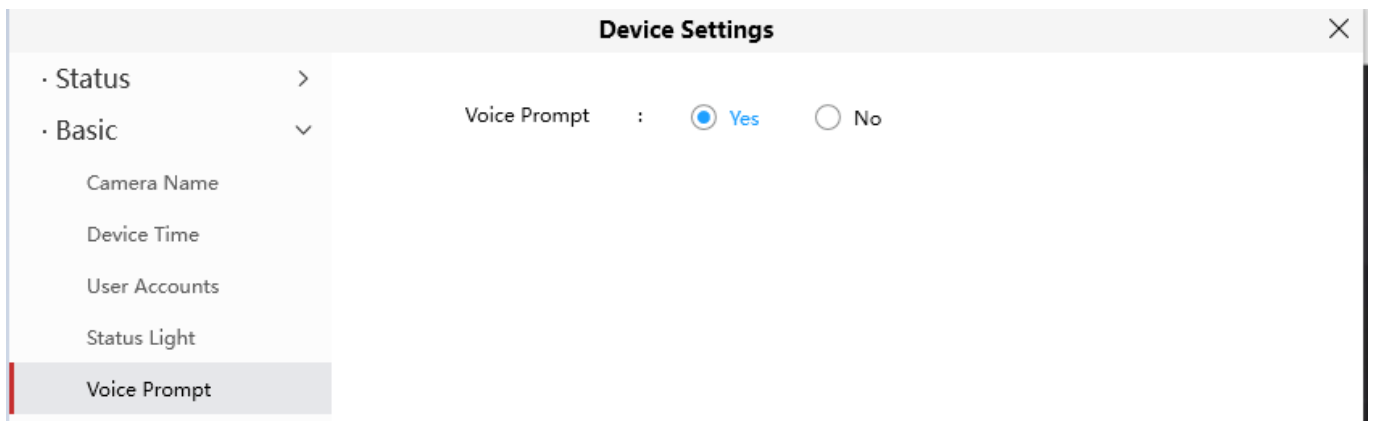 Device Settings
· Status
· Basic
Camera Name
Device Time
User Accounts
Status Light
Voice Prompt
Voice Prompt : Yes No